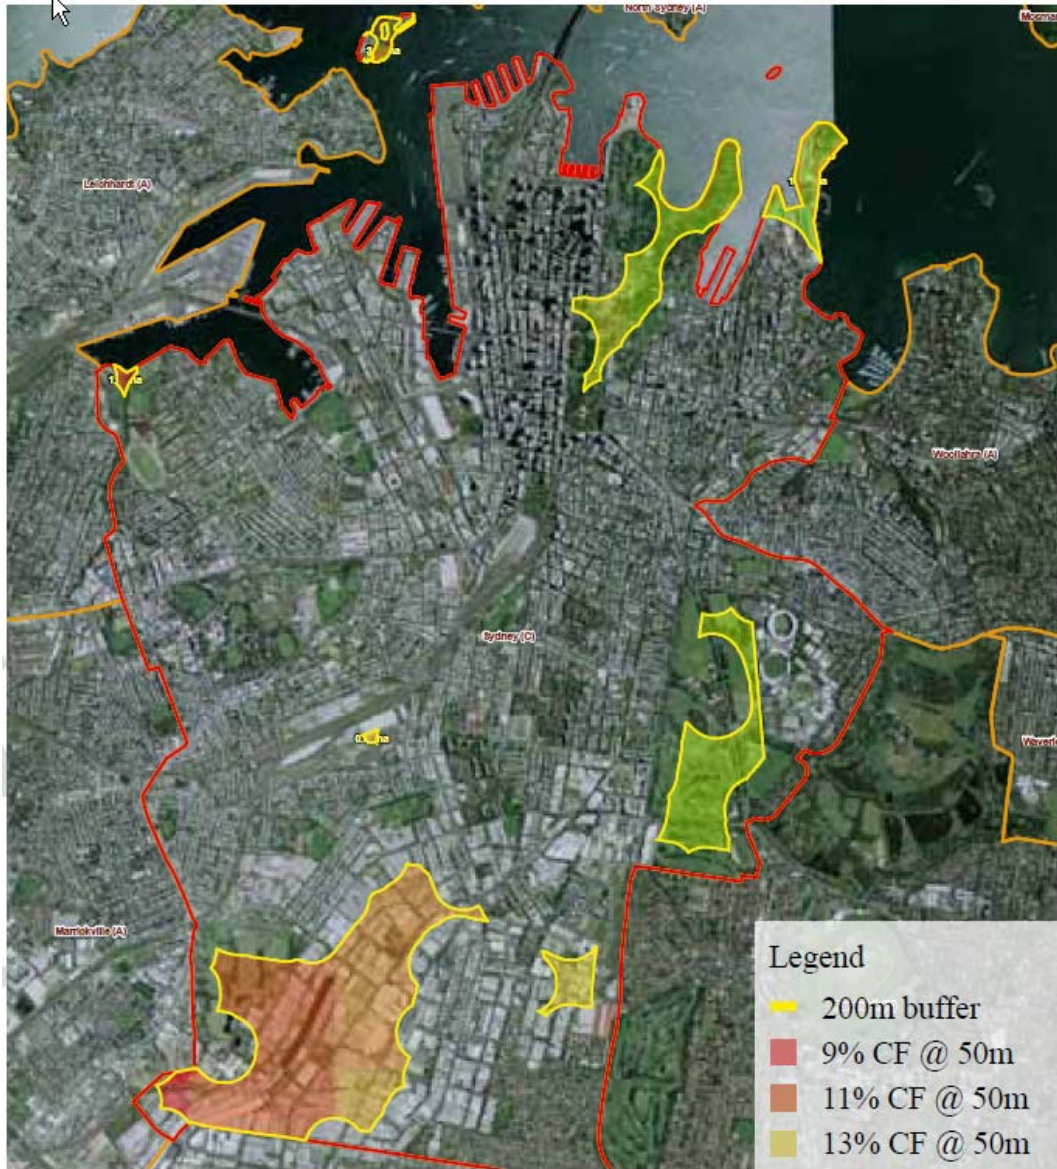 North Sydney (A)
Mosma
Leichhardt (A)
Woollahra (A)
Sydney (C)
Waverl
Marrickville (A)
Legend
200m buffer
9% CF @ 50m
11% CF @ 50m
13% CF @ 50m